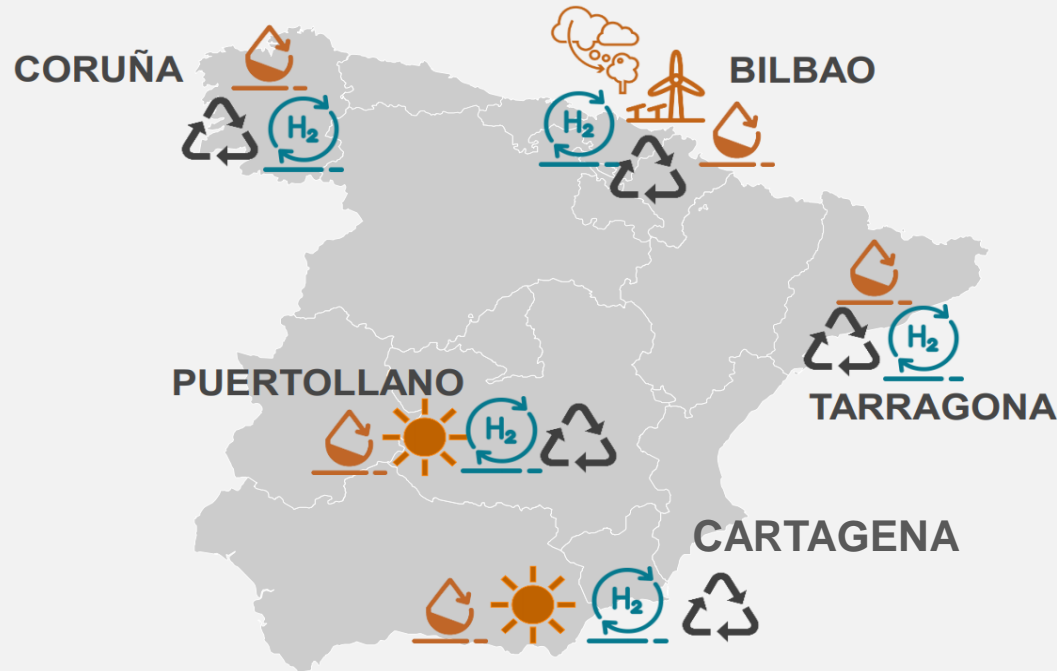 CORUÑA
BILBAO
H₂
H₂
H₂
TARRAGONA
PUERTOLLANO
H₂
CARTAGENA
H₂